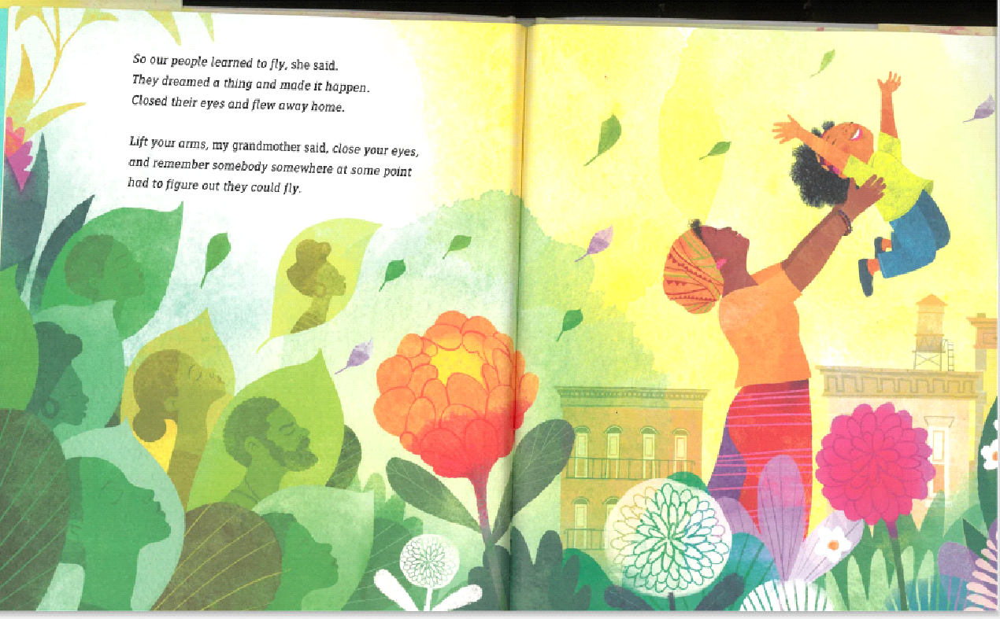 So our people learned to fly, she said.
They dreamed a thing and made it happen.
Closed their eyes and flew away home.
Lift your arms, my grandmother said, close your eyes,
and remember somebody somewhere at some point
had to figure out they could fly.